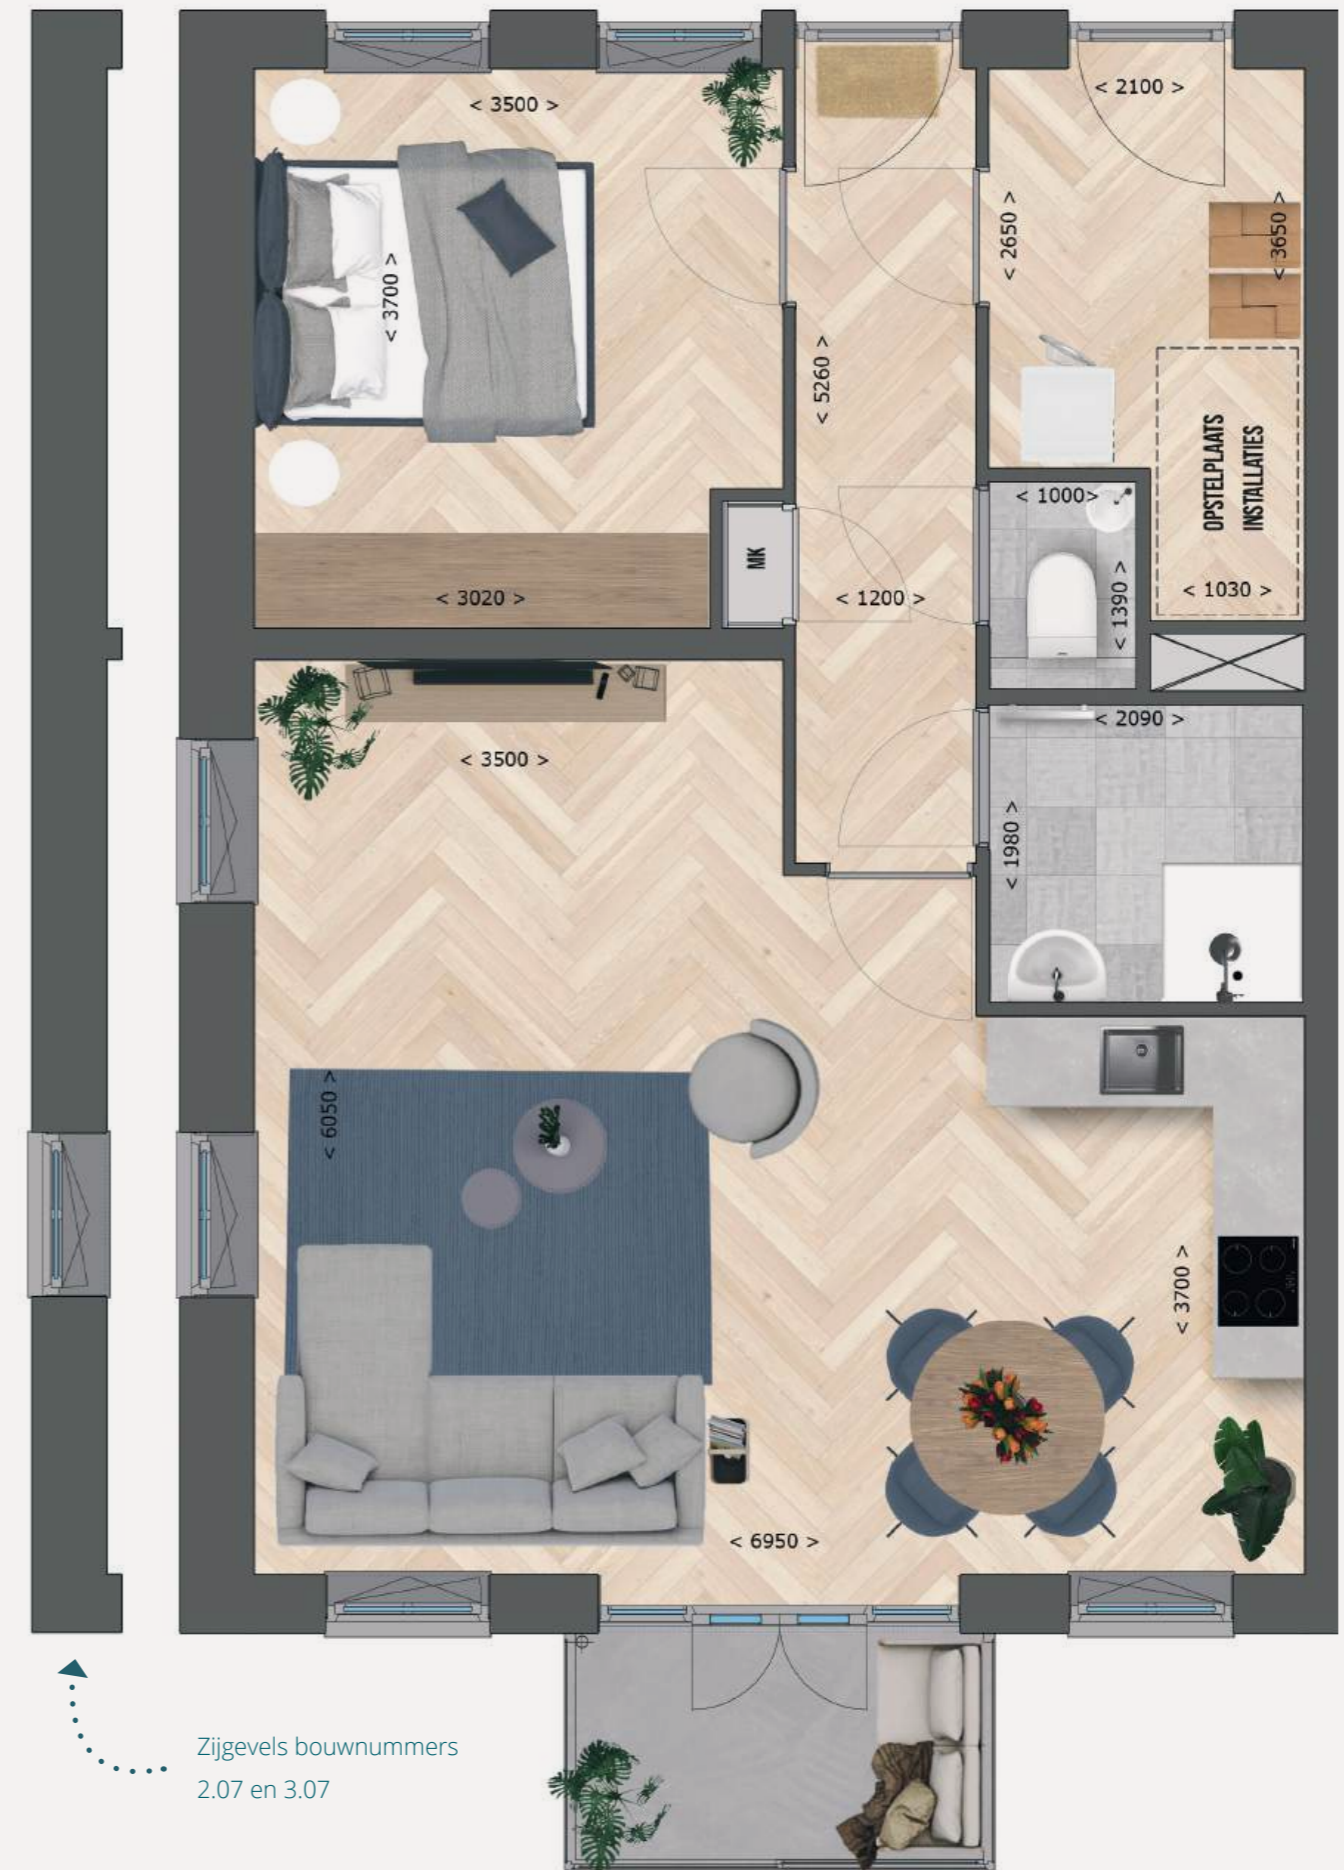 < 3500 >
< 2100 >
< 3700 >
< 2650 >
< 3650 >
< 5260 >
OPSTELPLAATS
INSTALLATIES
< 1000>
MK
< 3020 >
< 1200 >
< 1390 >
< 1030 >
< 2090 >
< 3500 >
< 1980 >
< 6050 >
< 3700 >
< 6950 >
Zijgevels bouwnummers
2.07 en 3.07